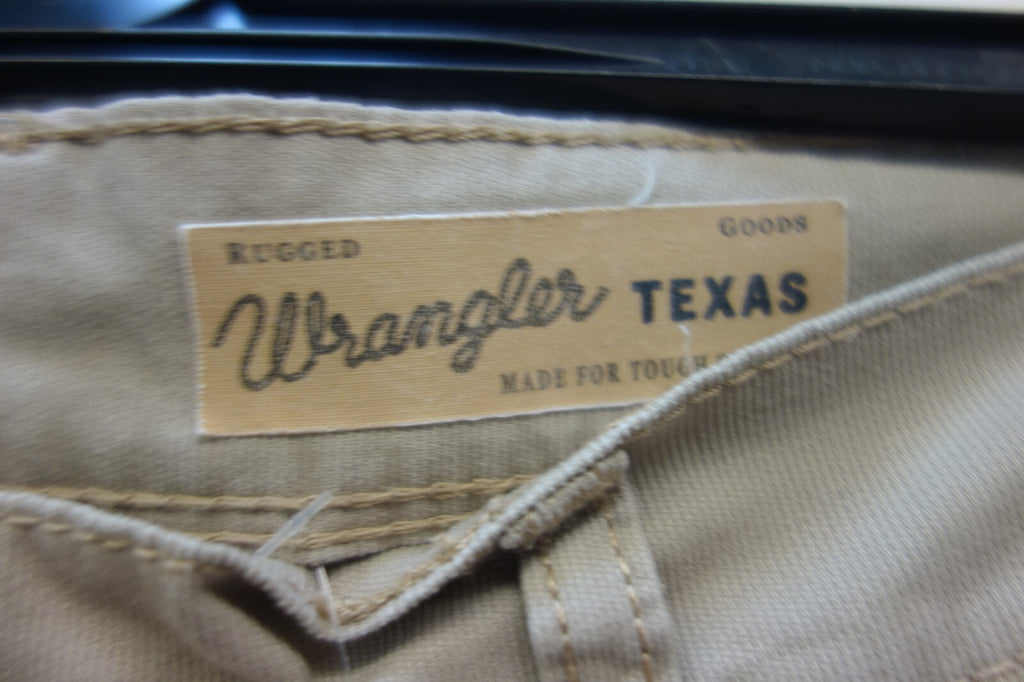 RUGGED GOODS
Wrangler TEXAS
MADE FOR TOUGH